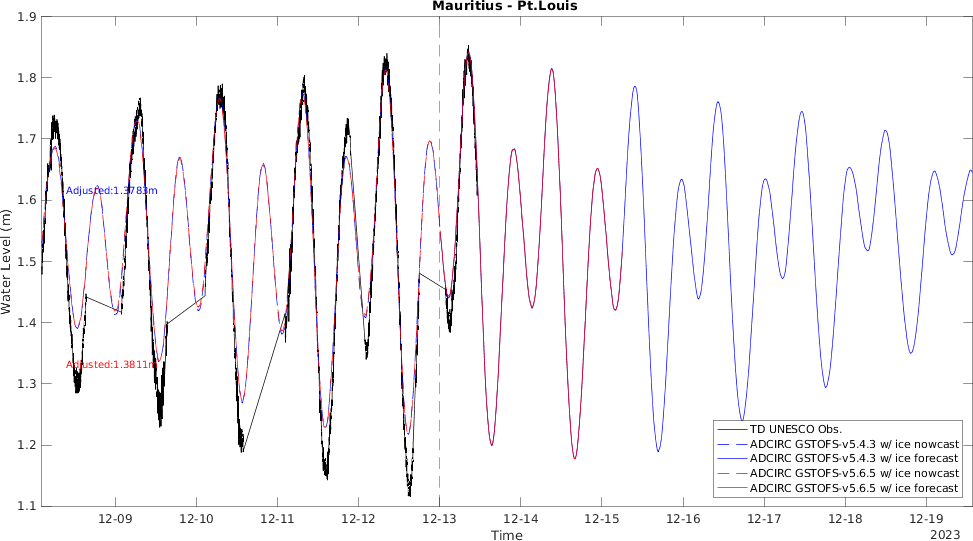 Mauritius - Pt.Louis
Water Level (m)
1.9
1.8
1.7
1.6
1.5
1.4
1.3
1.2
1.1
Adjusted:1.3783m
Adjusted:1.3811m
TD UNESCO Obs.
ADCIRC GSTOFS-v5.4.3 w/ ice nowcast
ADCIRC GSTOFS-v5.4.3 w/ ice forecast
ADCIRC GSTOFS-v5.6.5 w/ ice nowcast
ADCIRC GSTOFS-v5.6.5 w/ ice forecast
12-09 12-10 12-11 12-12 12-13 12-14 12-15 12-16 12-17 12-18 12-19
Time
2023